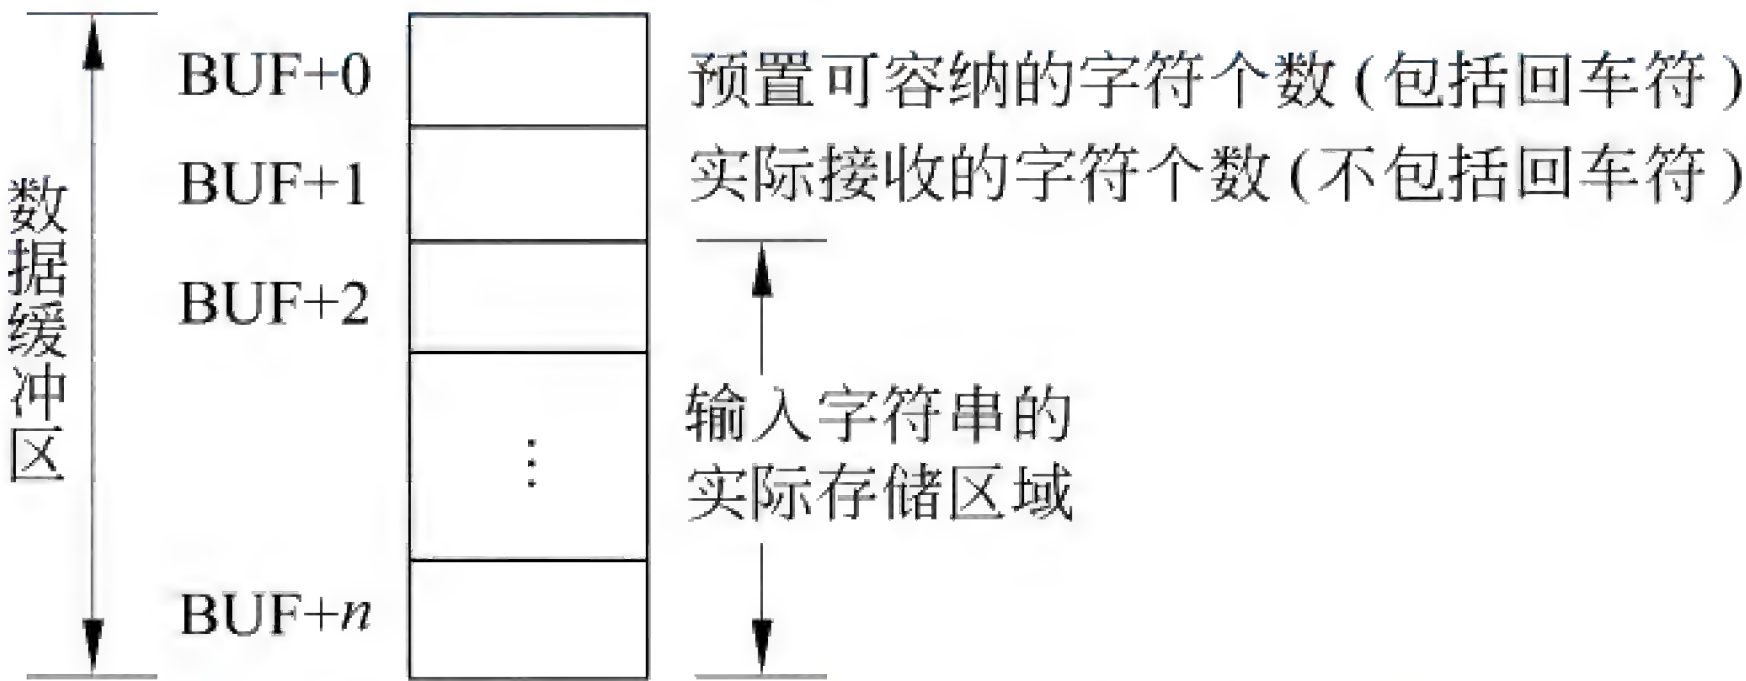 BUF+0
预置可容纳的字符个数(包括回车符)
BUF+1
实际接收的字符个数(不包括回车符)
数据缓冲区
BUF+2
输入字符串的
实际存储区域
⋮
BUF+n